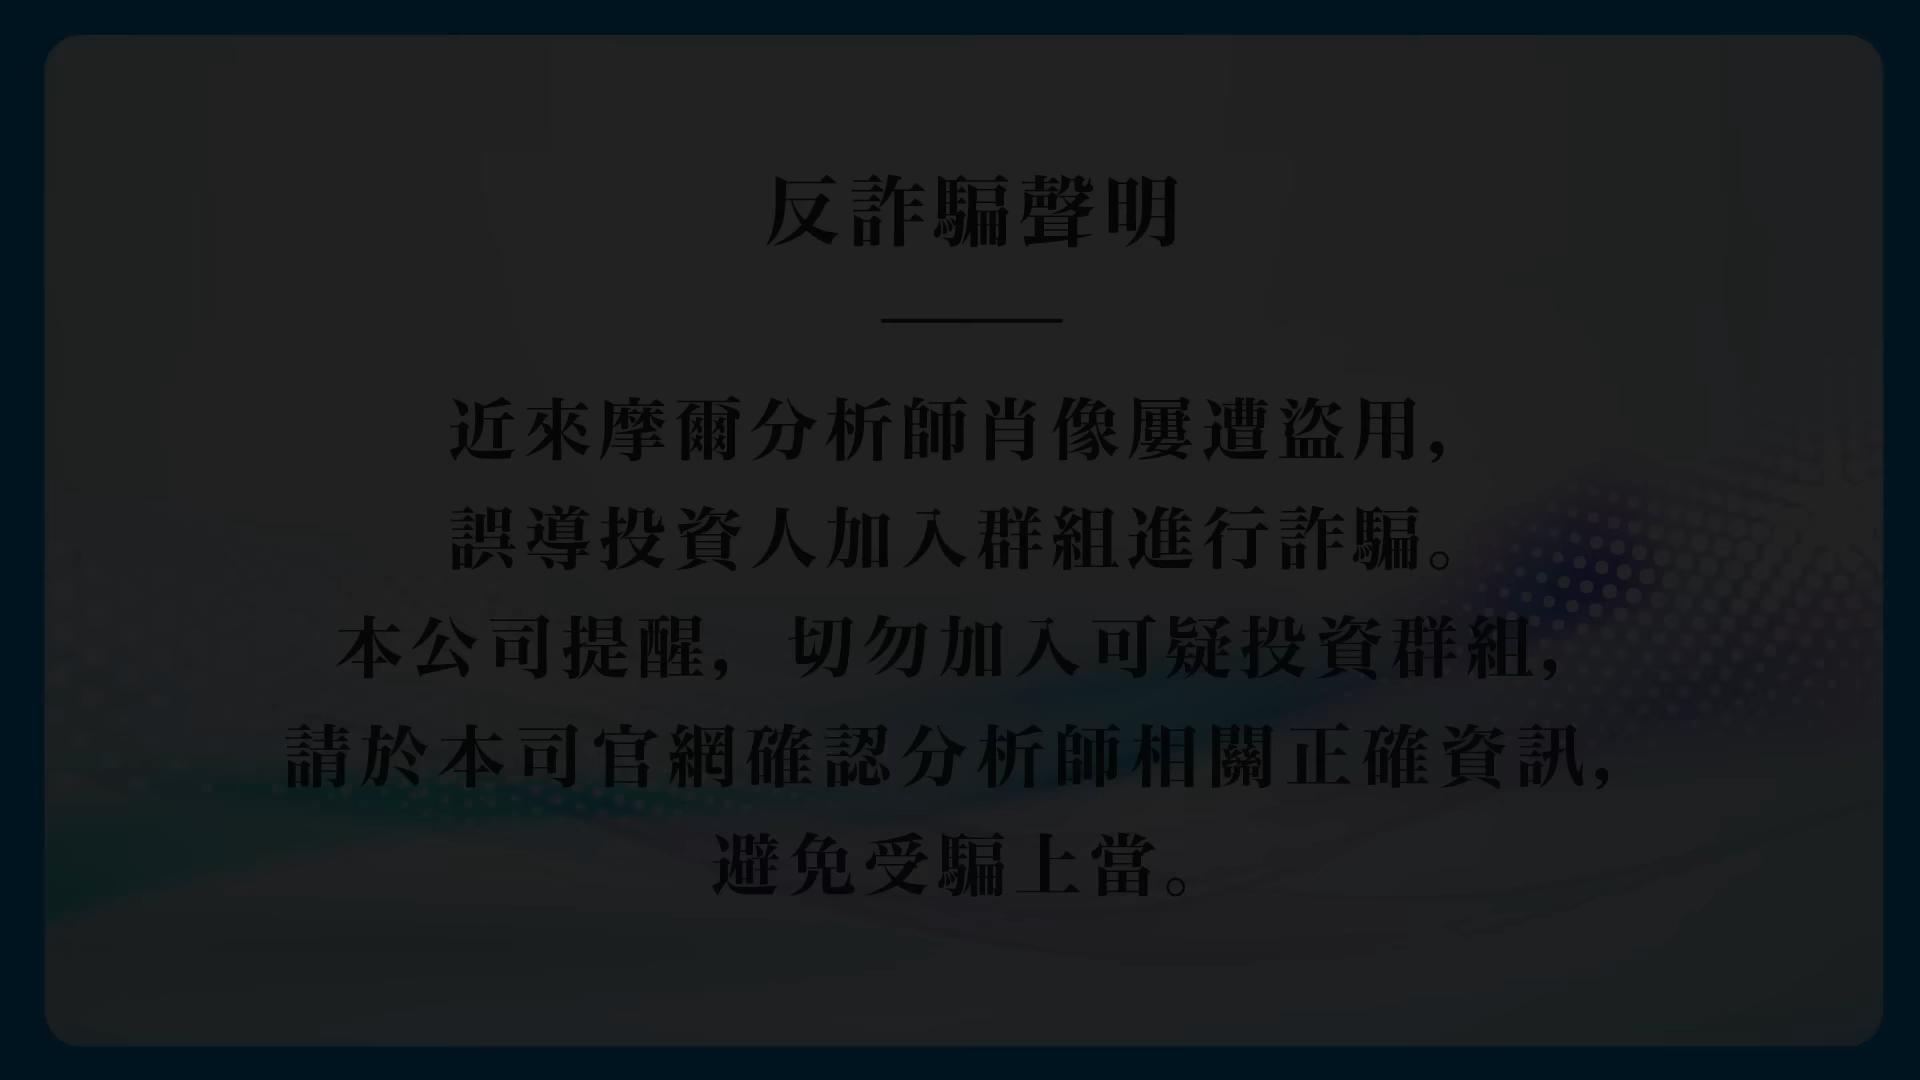 反詐騙聲明
近來摩爾分析師肖像屢遭盜用，
誤導投資人加入群組進行詐騙。
本公司提醒，切勿加入可疑投資群組，
請於本司官網確認分析師相關正確資訊，
避免受騙上當。